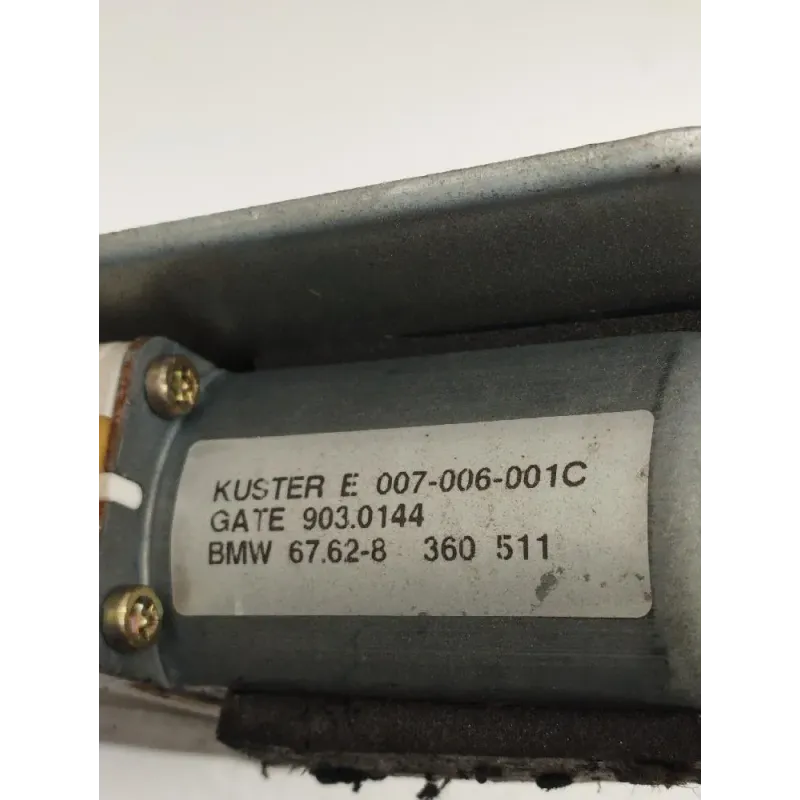 KUSTER E 007-006-001C
GATE 903.0144
BMW 67.62-8 360 511